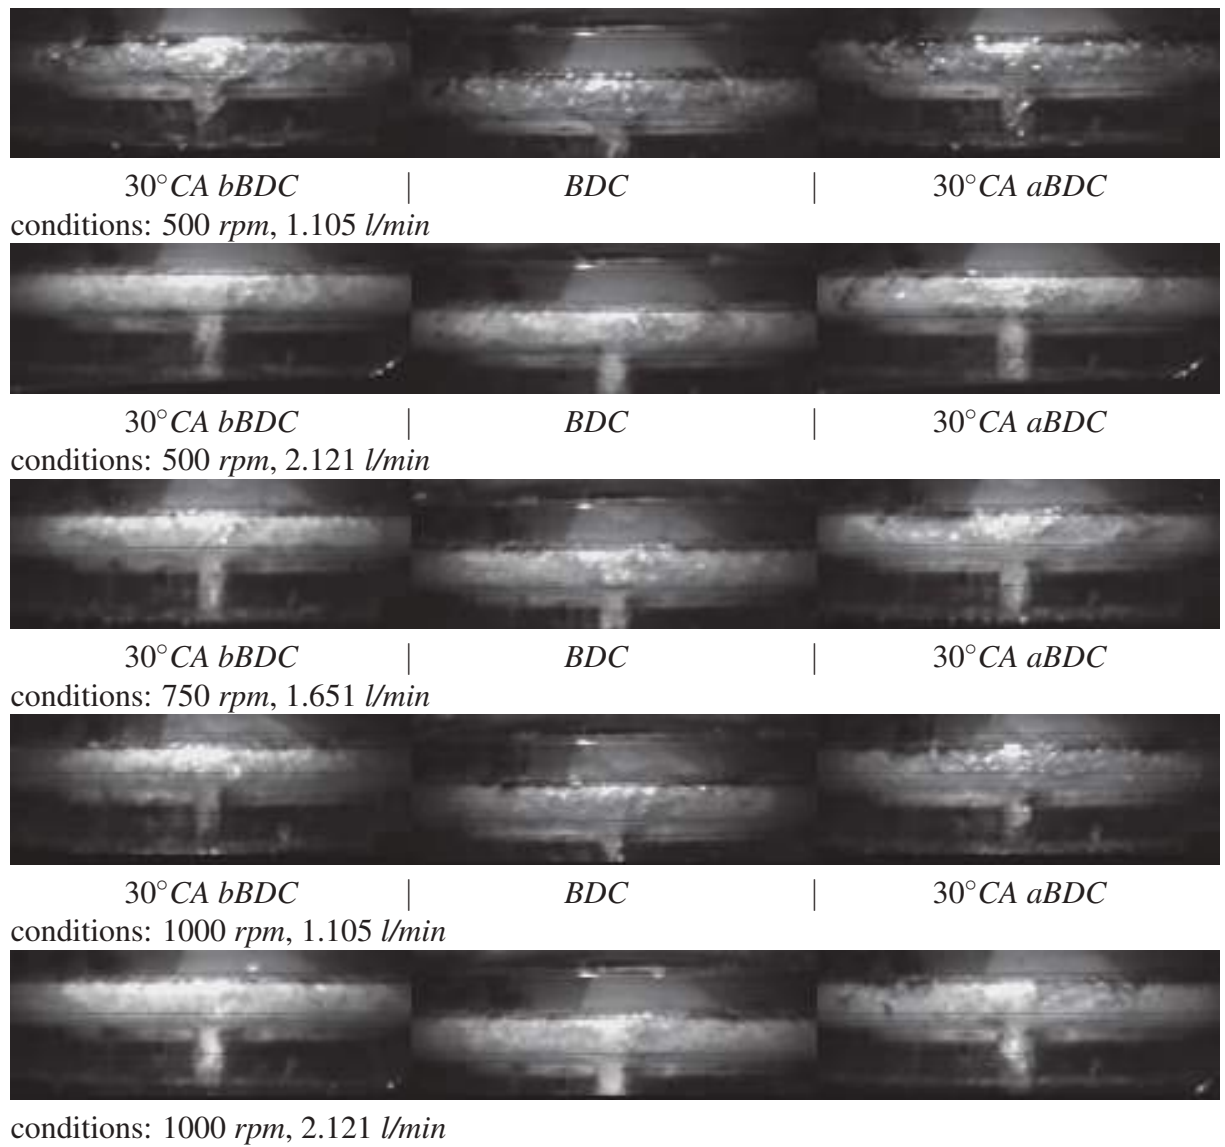 30°CA bBDC | BDC | 30°CA aBDC
conditions: 500 rpm, 1.105 l/min
30°CA bBDC | BDC | 30°CA aBDC
conditions: 500 rpm, 2.121 l/min
30°CA bBDC | BDC | 30°CA aBDC
conditions: 750 rpm, 1.651 l/min
30°CA bBDC | BDC | 30°CA aBDC
conditions: 1000 rpm, 1.105 l/min
conditions: 1000 rpm, 2.121 l/min